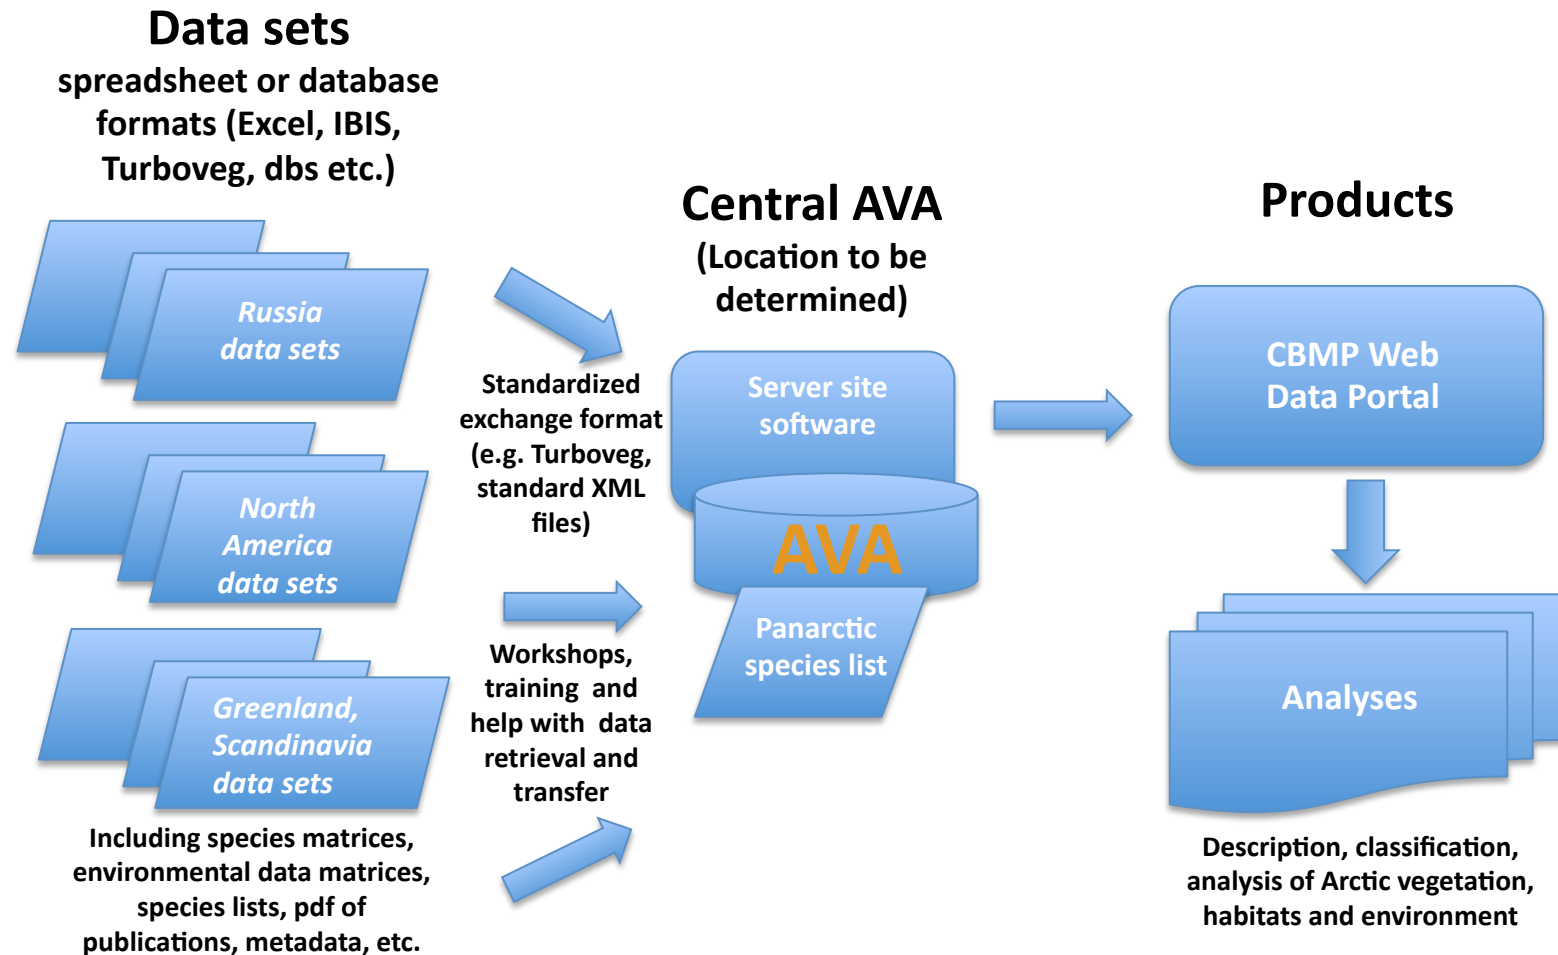 Data sets
spreadsheet or database
formats (Excel, IBIS,
Turboveg, dbs etc.)
Russia
data sets
North
America
data sets
Greenland,
Scandinavia
data sets
Including species matrices,
environmental data matrices,
species lists, pdf of
publications, metadata, etc.
Standardized
exchange format
(e.g. Turboveg,
standard XML
files)
Workshops,
training and
help with data
retrieval and
transfer
Central AVA
(Location to be
determined)
Server site
software
AVA
Panarctic
species list
Products
CBMP Web
Data Portal
Analyses
Description, classification,
analysis of Arctic vegetation,
habitats and environment